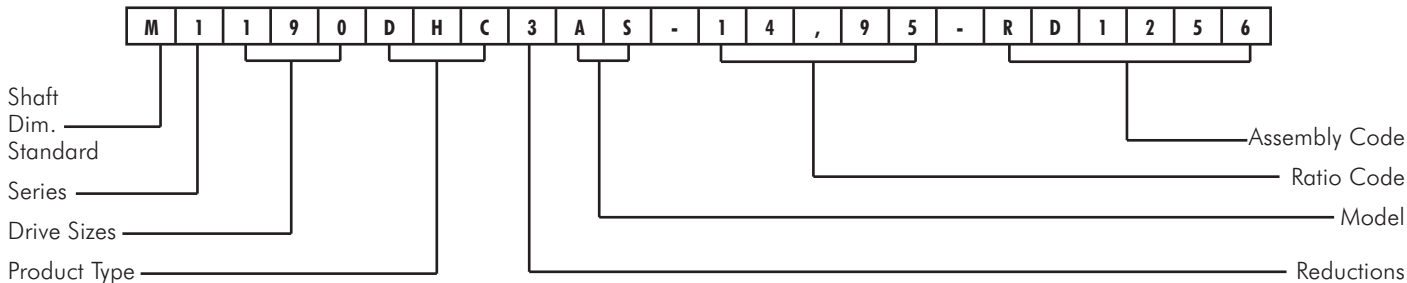 M 1 1 9 0 D H C 3 A S - 1 4 , 9 5 - R D 1 2 5 6
Shaft
Dim.
Standard
Series
Drive Sizes
Product Type
Assembly Code
Ratio Code
Model
Reductions